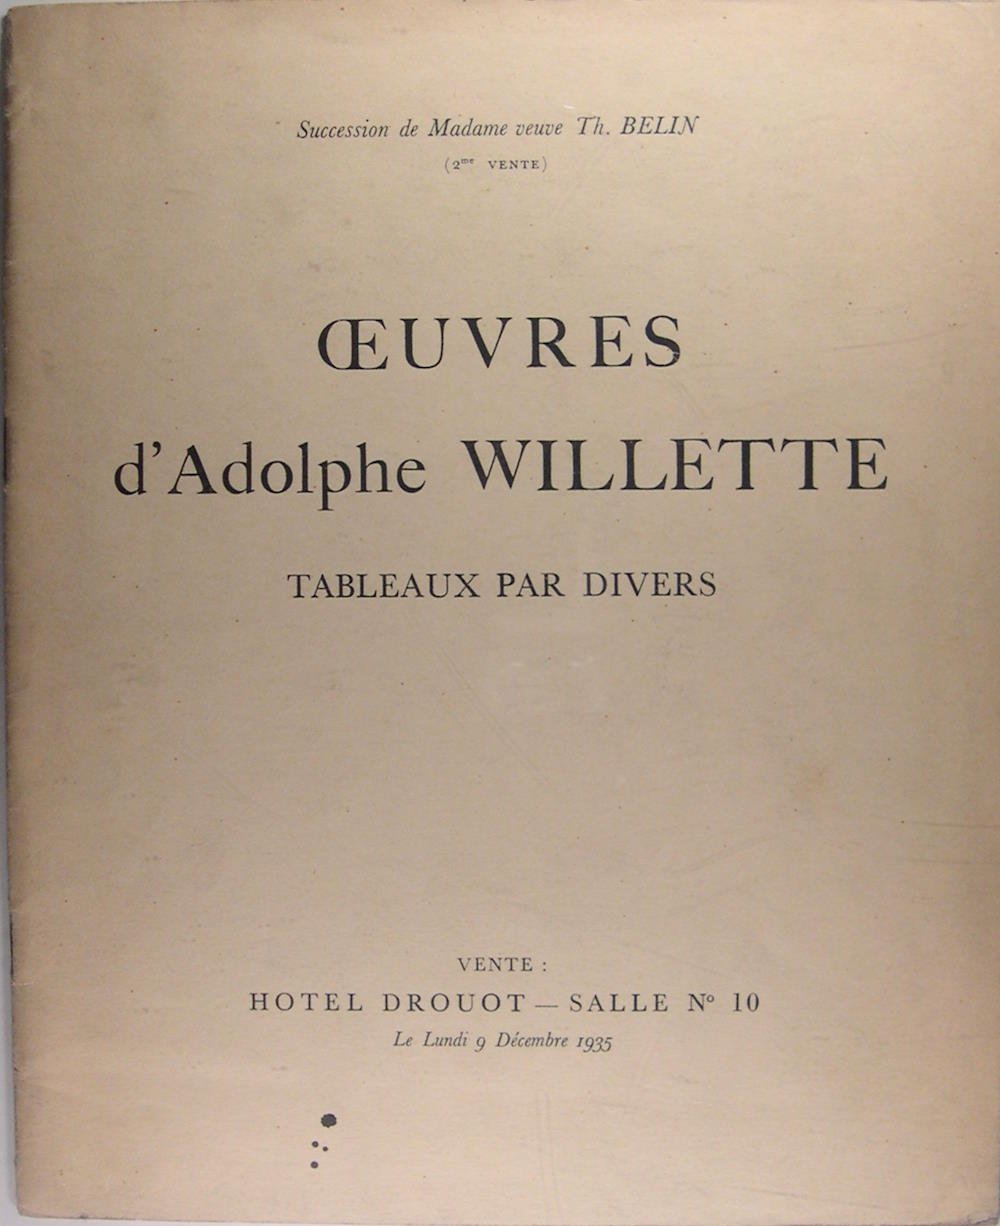 Succession de Madame veuve Th. BELIN
(2me VENTE)
ŒUVRES
d'Adolphe WILLETTE
TABLEAUX PAR DIVERS
VENTE :
HOTEL DROUOT — SALLE No 10
Le Lundi 9 Décembre 1935